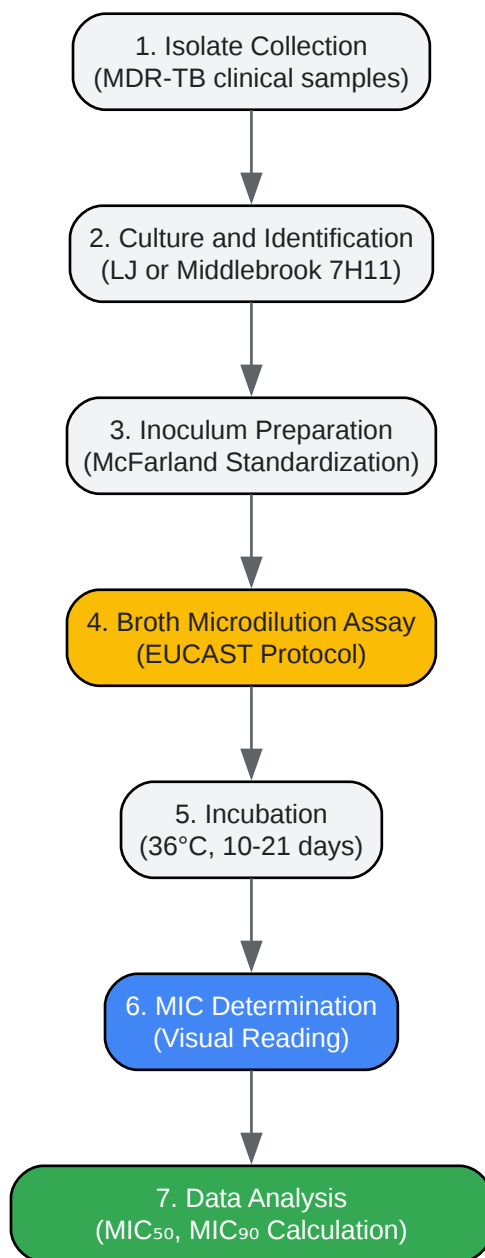 1. Isolate Collection
(MDR-TB clinical samples)
2. Culture and Identification
(LJ or Middlebrook 7H11)
3. Inoculum Preparation
(McFarland Standardization)
4. Broth Microdilution Assay
(EUCAST Protocol)
5. Incubation
(36°C, 10-21 days)
6. MIC Determination
(Visual Reading)
7. Data Analysis
(MIC₅₀, MIC₉₀ Calculation)